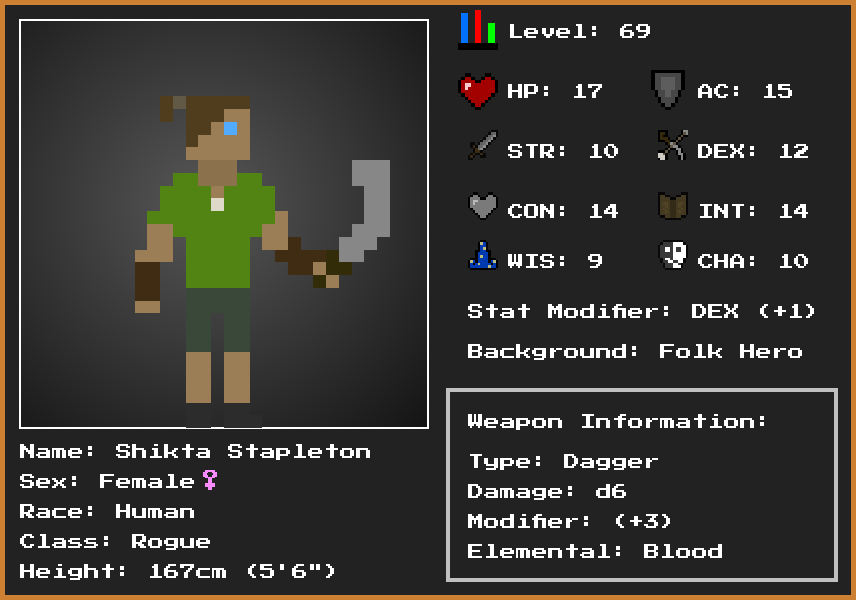 Level: 69
HP: 17
AC: 15
STR: 10
DEX: 12
CON: 14
INT: 14
WIS: 9
CHA: 10
Stat Modifier: DEX (+1)
Background: Folk Hero
Weapon Information:
Type: Dagger
Damage: d6
Modifier: (+3)
Elemental: Blood
Name: Shikta Stapleton
Sex: Female♀
Race: Human
Class: Rogue
Height: 167cm (5'6")